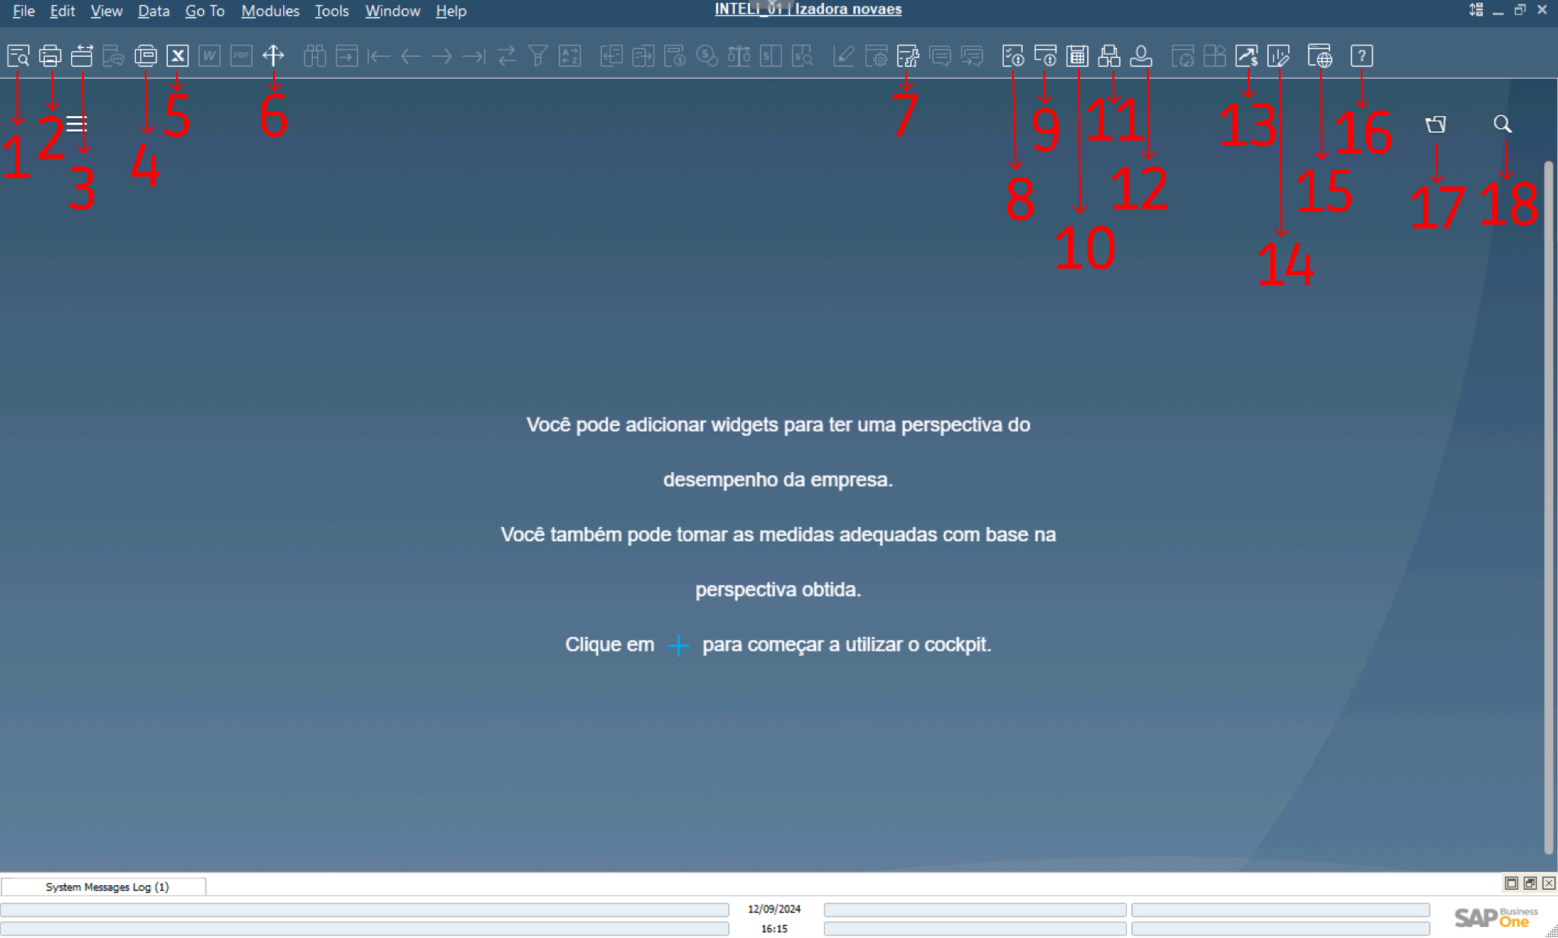 File Edit View Data Go To Modules Tools Window Help
INTELI_01 | Izadora novaes
X W PDF
A Z
$ $ $
$
?
1
2
3
4
5
6
7
8
9
10
11
12
13
14
15
16
17
18
Você pode adicionar widgets para ter uma perspectiva do
desempenho da empresa.
Você também pode tomar as medidas adequadas com base na
perspectiva obtida.
Clique em + para começar a utilizar o cockpit.
System Messages Log (1)
12/09/2024
16:15
SAP Business One